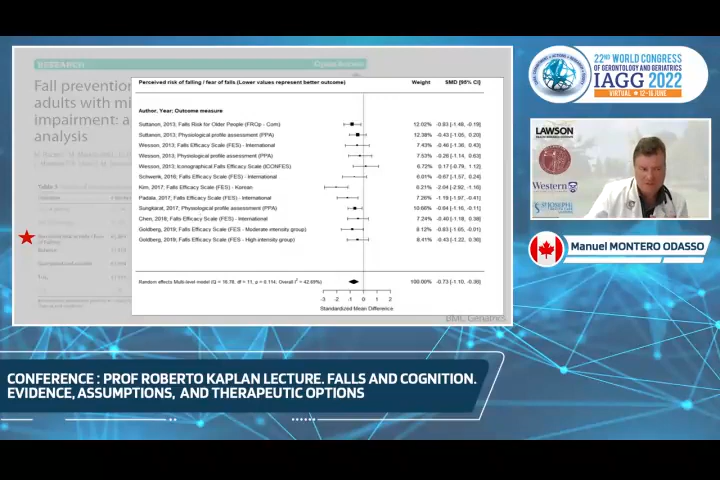 RESEARCH
Open Access
Fall prevention
adults with mi
impairment: a
analysis
Perceived risk of falling / fear of falls (Lower values represent better outcome)
Weight
SMD [95% CI]
Author, Year; Outcome measure
Suttanon, 2013; Falls Risk for Older People (FROp - Com)
12.02%
-0.83 [-1.48, -0.19]
Suttanon, 2013; Physiological profile assessment (PPA)
12.38%
-0.43 [-1.05, 0.20]
Wesson, 2013; Falls Efficacy Scale (FES) - International
7.43%
-0.46 [-1.36, 0.43]
Wesson, 2013; Physiological profile assessment (PPA)
7.53%
-0.26 [-1.14, 0.63]
Wesson, 2013; Iconographical Falls Efficacy Scale (ICONFES)
6.72%
0.17 [-0.79, 1.12]
Schwenk, 2016; Falls Efficacy Scale (FES) - International
6.01%
-0.67 [-1.57, 0.24]
Kim, 2017; Falls Efficacy Scale (FES) - Korean
6.21%
-2.04 [-2.92, -1.16]
Padala, 2017; Falls Efficacy Scale (FES) - International
7.26%
-1.19 [-1.97, -0.41]
Sungkarat, 2017; Physiological profile assessment (PPA)
10.66%
-0.64 [-1.16, -0.11]
Chen, 2018; Falls Efficacy Scale (FES) - International
7.24%
-0.40 [-1.18, 0.38]
Goldberg, 2019; Falls Efficacy Scale (FES - Moderate intensity group)
8.12%
-0.83 [-1.65, -0.01]
Goldberg, 2019; Falls Efficacy Scale (FES - High intensity group)
8.41%
-0.43 [-1.22, 0.36]
Random effects Multi-level model (Q = 18.78, df = 11, p = 0.114; Overall I² = 42.60%)
100.00%
-0.73 [-1.10, -0.36]
-3 -2 -1 0 1 2
Standardized Mean Difference
BMC Geriatrics
22ND WORLD CONGRESS
OF GERONTOLOGY AND GERIATRICS
IAGG 2022
VIRTUAL • 12-16 JUNE
LAWSON
Western
ST JOSEPH'S
Manuel MONTERO ODASSO
CONFERENCE : PROF ROBERTO KAPLAN LECTURE. FALLS AND COGNITION.
EVIDENCE, ASSUMPTIONS, AND THERAPEUTIC OPTIONS